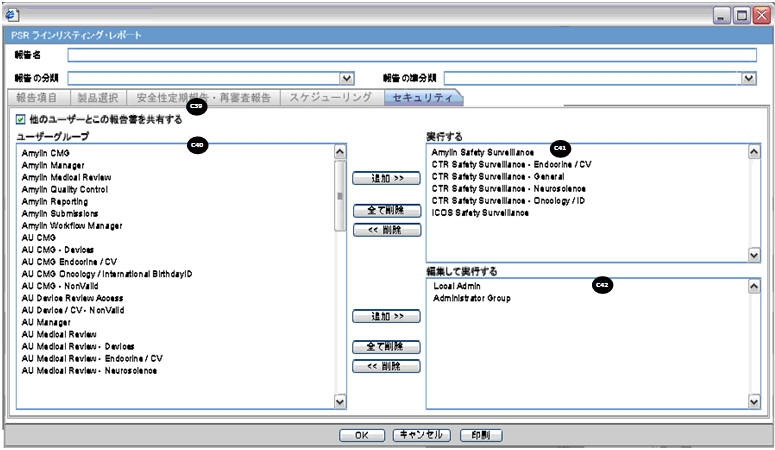 PSR ラインリスティング・レポート
報告名
報告の分類 報告の準分類
報告項目 製品選択 安全性定期報告・再審査報告 スケジューリング セキュリティ
C39
他のユーザーとこの報告書を共有する
ユーザーグループ C40 実行する C41
Amylin CMG
Amylin Manager
Amylin Medical Review
Amylin Quality Control
Amylin Reporting
Amylin Submissions
Amylin Workflow Manager
AU CMG
AU CMG - Devices
AU CMG Endocrine / CV
AU CMG Oncology / International BirthdayID
AU CMG - NonValid
AU Device Review Access
AU Device / CV - NonValid
AU Manager
AU Medical Review
AU Medical Review - Devices
AU Medical Review - Endocrine / CV
AU Medical Review - Neuroscience
追加 >>
全て削除
<< 削除
Amylin Safety Surveillance
CTR Safety Surveillance - Endocrine / CV
CTR Safety Surveillance - General
CTR Safety Surveillance - Neuroscience
CTR Safety Surveillance - Oncology / ID
ICOS Safety Surveillance
編集して実行する
C42
追加 >>
全て削除
<< 削除
Local Admin
Administrator Group
OK キャンセル 印刷